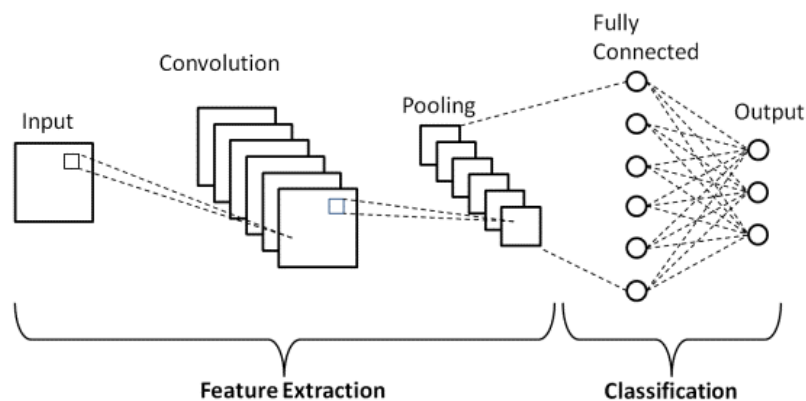 Fully
Connected
Convolution
Pooling
Output
Input
Feature Extraction
Classification